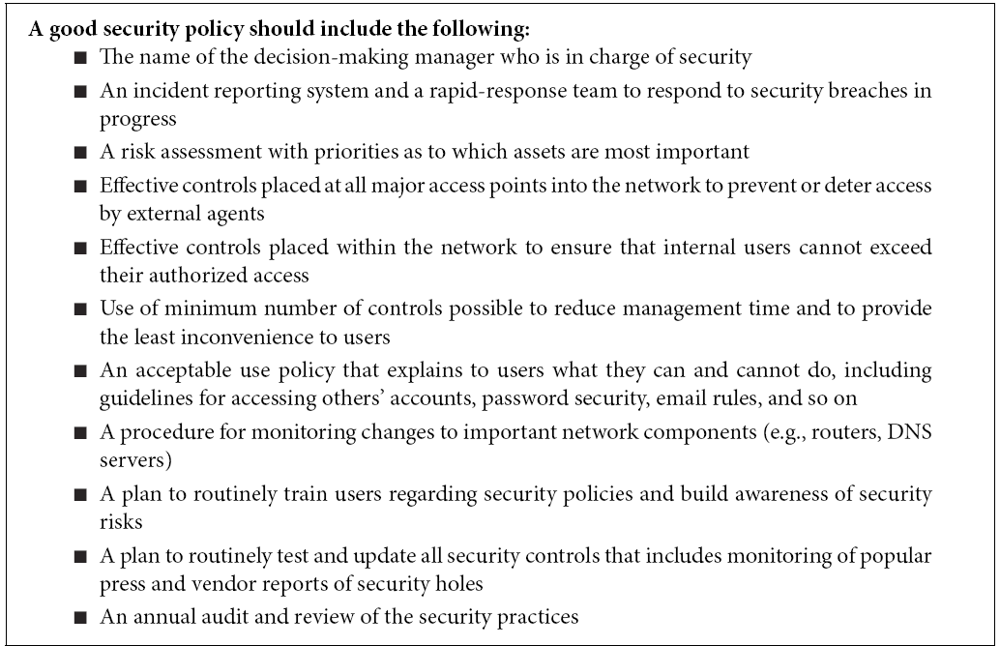 A good security policy should include the following:
■ The name of the decision-making manager who is in charge of security
■ An incident reporting system and a rapid-response team to respond to security breaches in
progress
■ A risk assessment with priorities as to which assets are most important
■ Effective controls placed at all major access points into the network to prevent or deter access
by external agents
■ Effective controls placed within the network to ensure that internal users cannot exceed
their authorized access
■ Use of minimum number of controls possible to reduce management time and to provide
the least inconvenience to users
■ An acceptable use policy that explains to users what they can and cannot do, including
guidelines for accessing others’ accounts, password security, email rules, and so on
■ A procedure for monitoring changes to important network components (e.g., routers, DNS
servers)
■ A plan to routinely train users regarding security policies and build awareness of security
risks
■ A plan to routinely test and update all security controls that includes monitoring of popular
press and vendor reports of security holes
■ An annual audit and review of the security practices